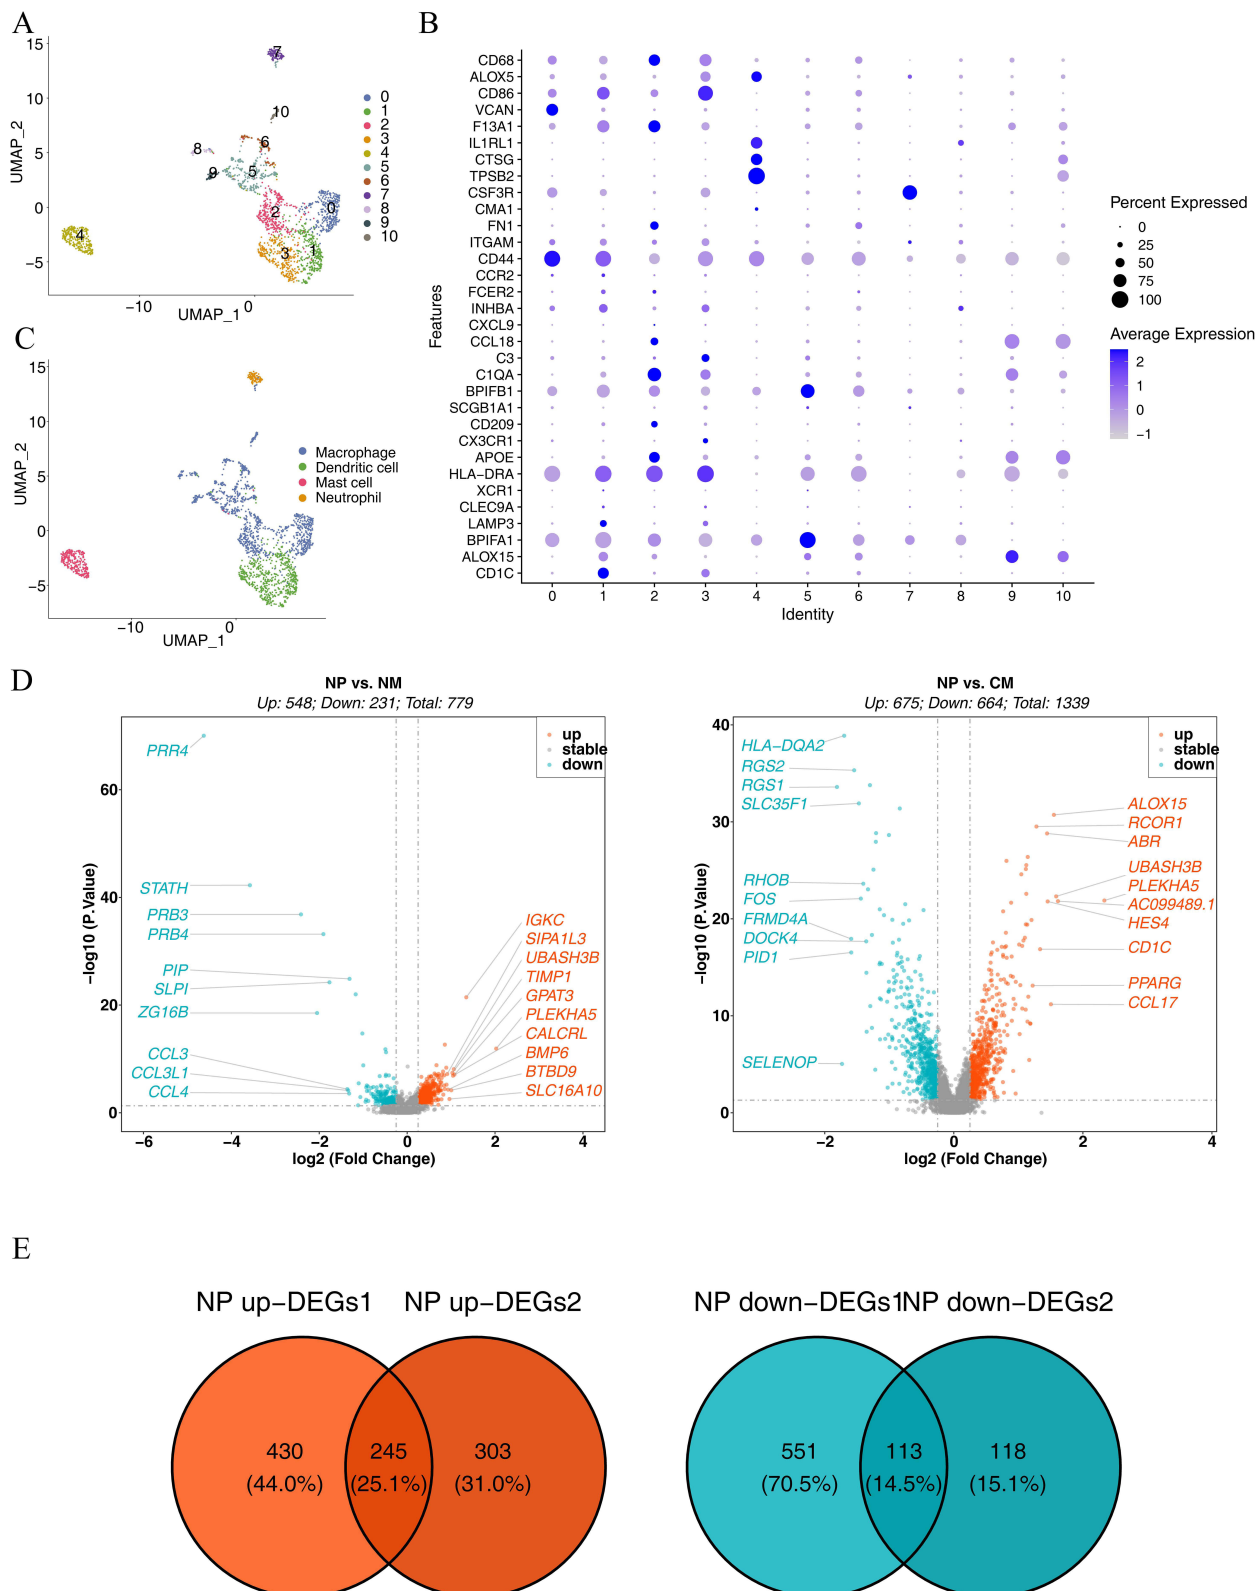 A
15
10
5
0
−5
UMAP_2
−10
0
UMAP_1
7
10
6
8
9
5
2
0
4
3
1
0
1
2
3
4
5
6
7
8
9
10
B
Features
CD68
ALOX5
CD86
VCAN
F13A1
IL1RL1
CTSG
TPSB2
CSF3R
CMA1
FN1
ITGAM
CD44
CCR2
FCER2
INHBA
CXCL9
CCL18
C3
C1QA
BPIFB1
SCGB1A1
CD209
CX3CR1
APOE
HLA−DRA
XCR1
CLEC9A
LAMP3
BPIFA1
ALOX15
CD1C
0 1 2 3 4 5 6 7 8 9 10
Identity
Percent Expressed
0
25
50
75
100
Average Expression
2
1
0
−1
C
15
10
5
0
−5
UMAP_2
−10
0
UMAP_1
Macrophage
Dendritic cell
Mast cell
Neutrophil
D
NP vs. NM
Up: 548; Down: 231; Total: 779
up
stable
down
−log10 (P.Value)
60
40
20
0
PRR4
STATH
PRB3
PRB4
PIP
SLPI
ZG16B
CCL3
CCL3L1
CCL4
IGKC
SIPA1L3
UBASH3B
TIMP1
GPAT3
PLEKHA5
CALCRL
BMP6
BTBD9
SLC16A10
−6 −4 −2 0 2 4
log2 (Fold Change)
NP vs. CM
Up: 675; Down: 664; Total: 1339
up
stable
down
−log10 (P.Value)
40
30
20
10
0
HLA−DQA2
RGS2
RGS1
SLC35F1
RHOB
FOS
FRMD4A
DOCK4
PID1
SELENOP
ALOX15
RCOR1
ABR
UBASH3B
PLEKHA5
AC099489.1
HES4
CD1C
PPARG
CCL17
−2 0 2 4
log2 (Fold Change)
E
NP up−DEGs1 NP up−DEGs2
430 245 303
(44.0%) (25.1%) (31.0%)
NP down−DEGs1 NP down−DEGs2
551 113 118
(70.5%) (14.5%) (15.1%)